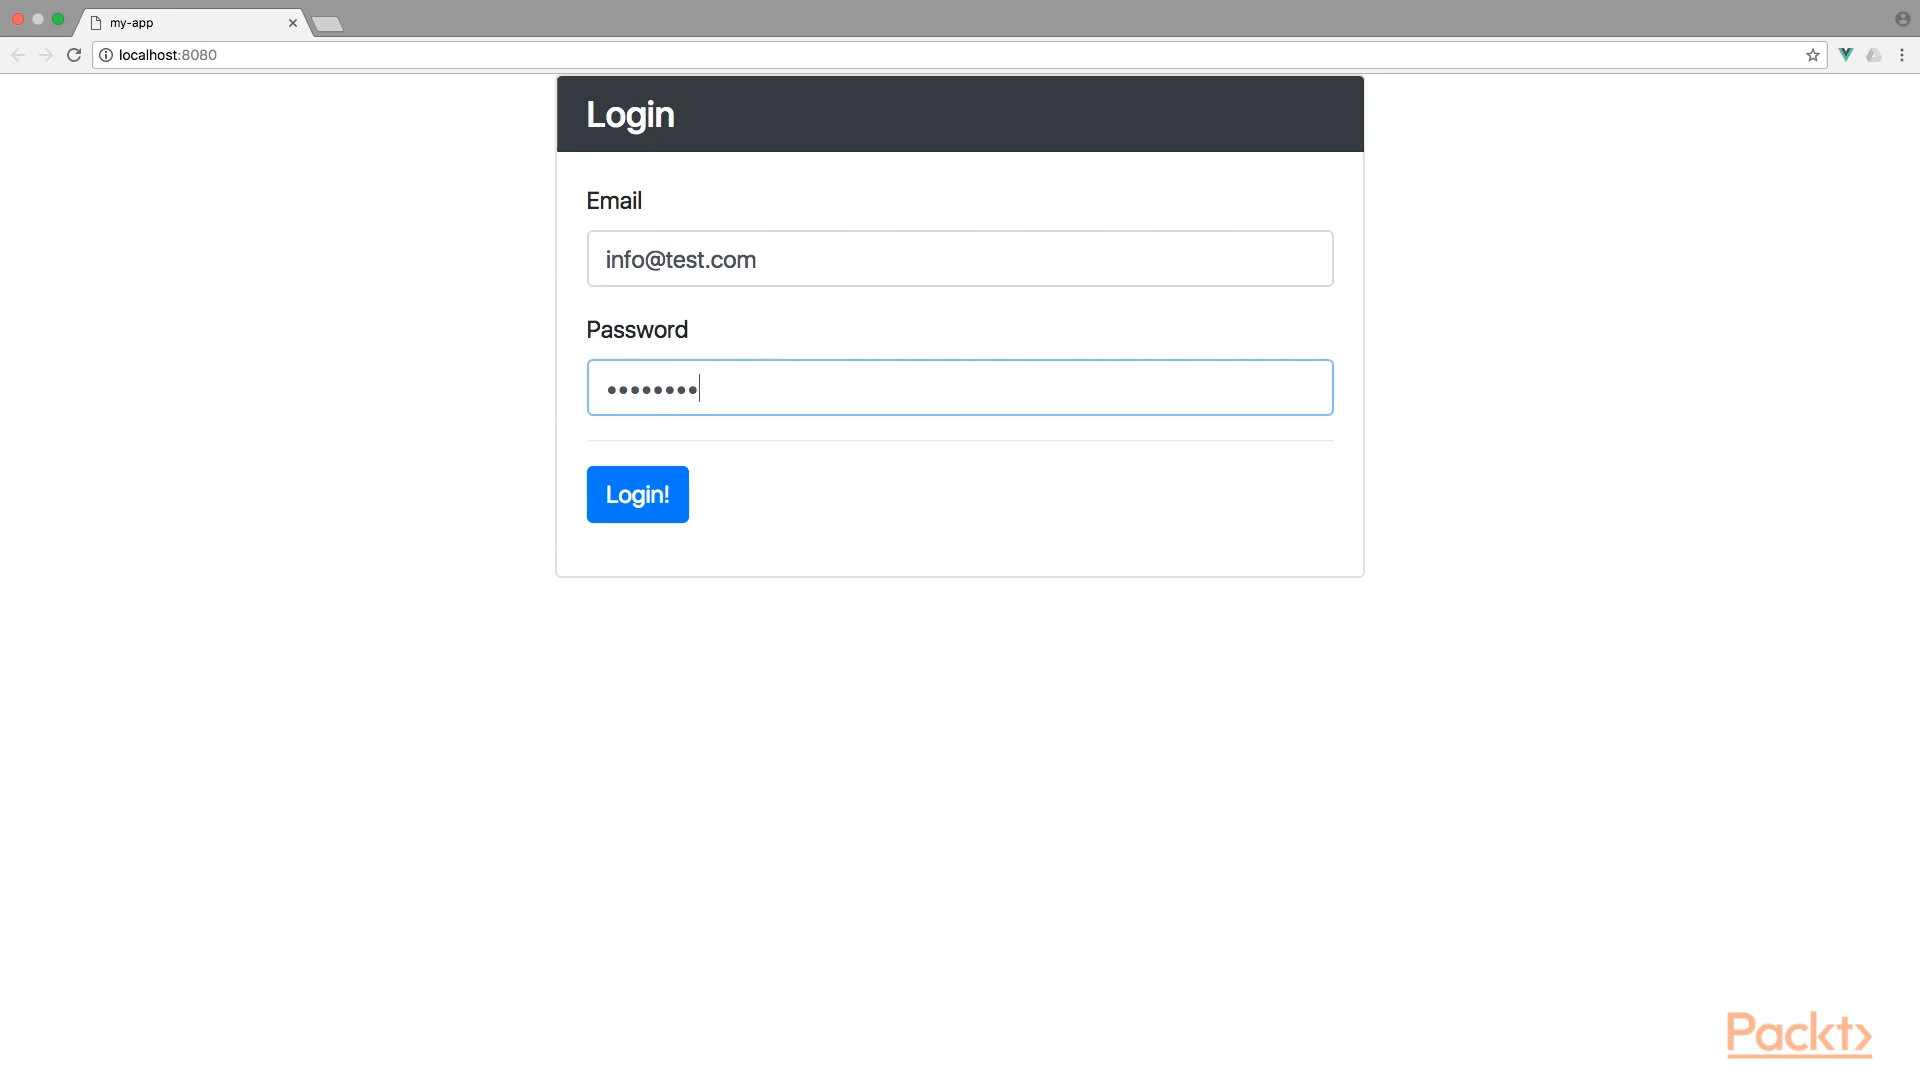 my-app
localhost:8080
Login
Email
info@test.com
Password
••••••••
Login!
Packt>